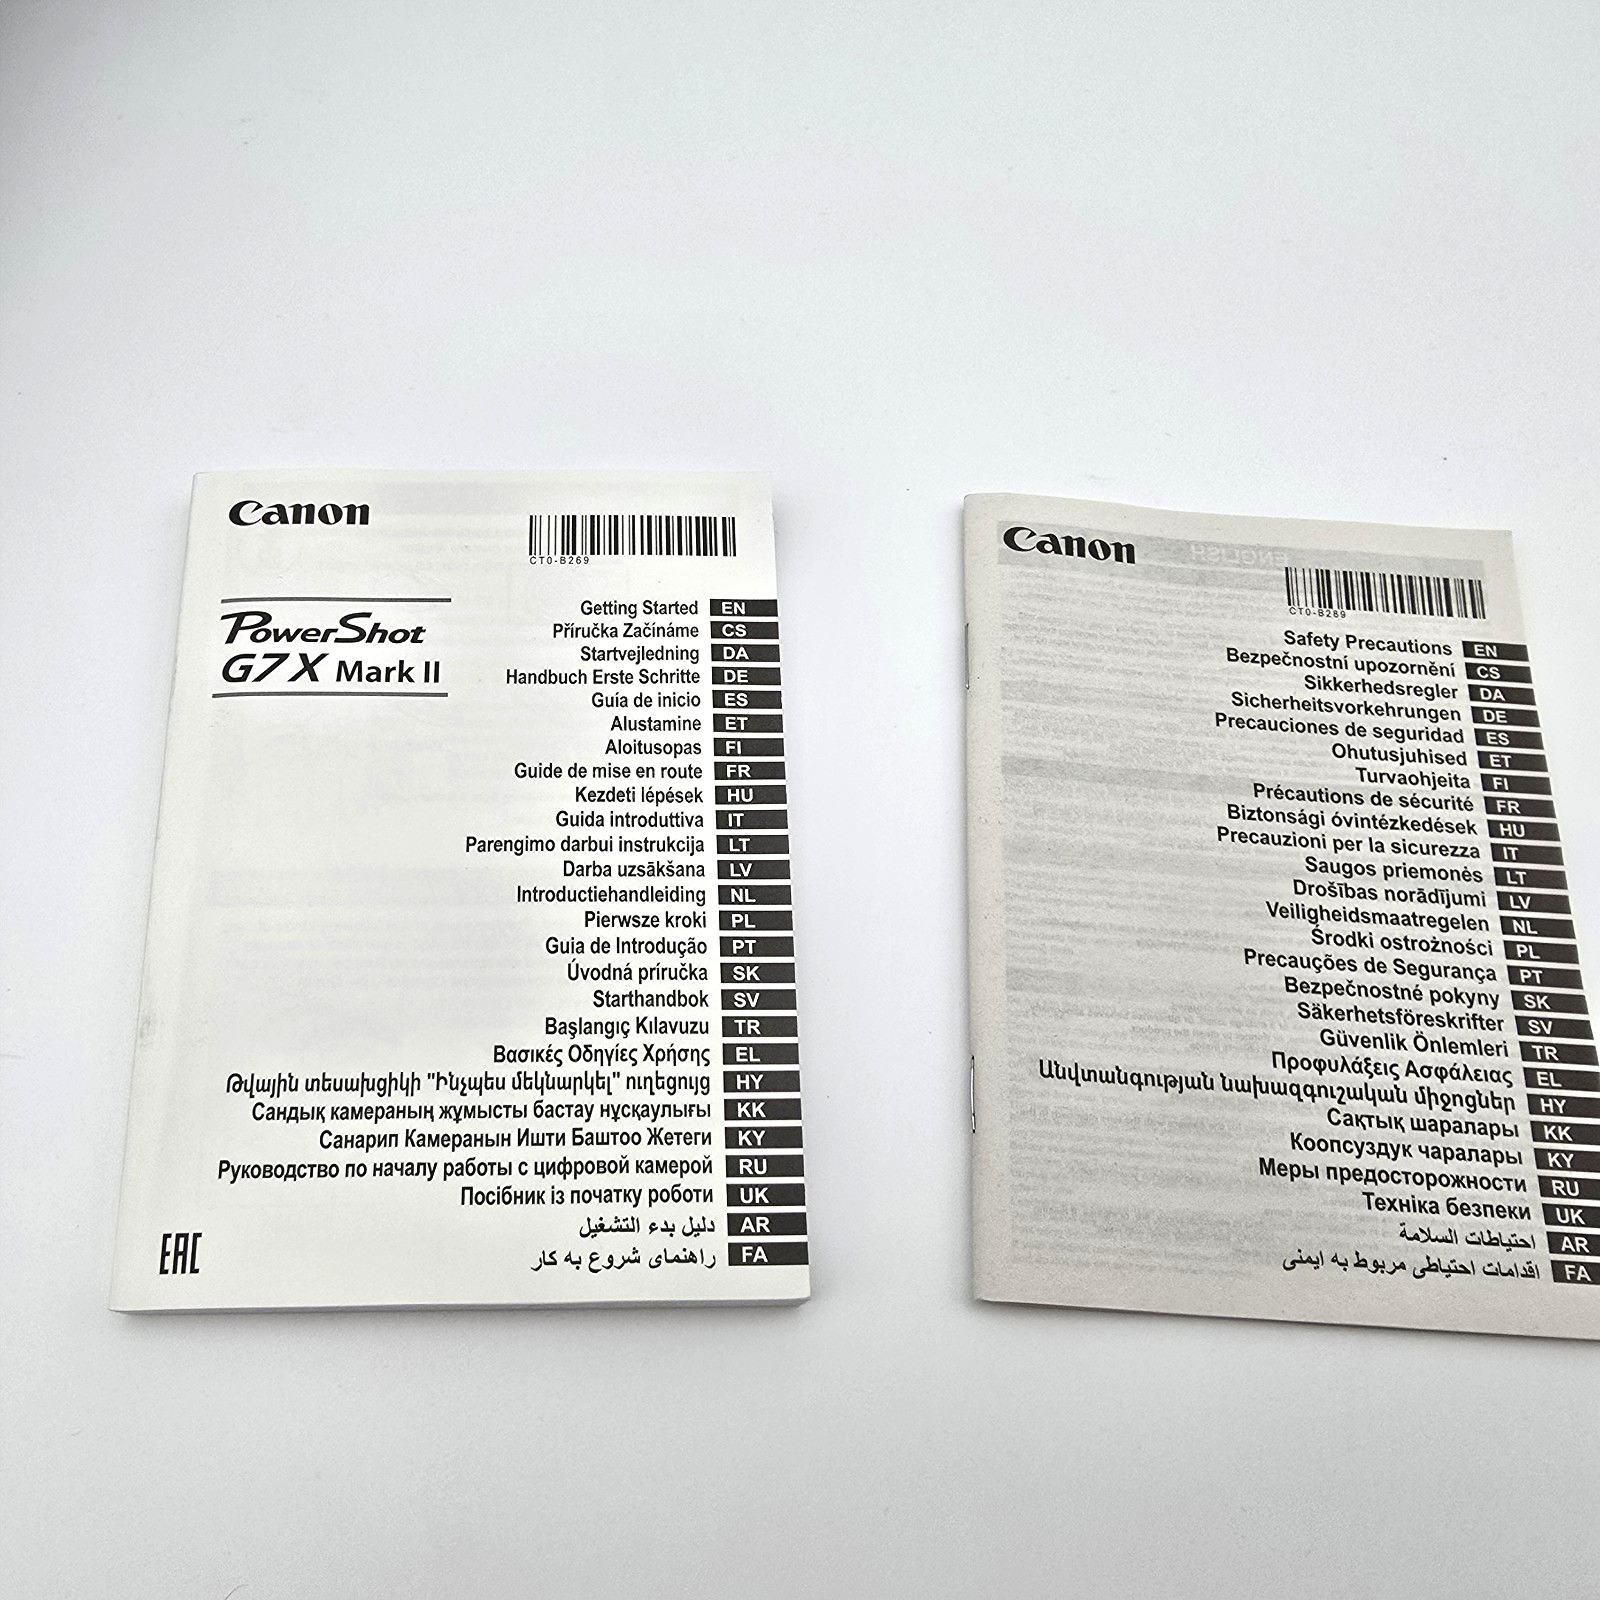 Canon
CT0-B269
PowerShot
G7X Mark II
Getting Started EN
Příručka Začínáme CS
Startvejledning DA
Handbuch Erste Schritte DE
Guía de inicio ES
Alustamine ET
Aloitusopas FI
Guide de mise en route FR
Kezdeti lépések HU
Guida introduttiva IT
Parengimo darbui instrukcija LT
Darba uzsākšana LV
Introductiehandleiding NL
Pierwsze kroki PL
Guia de Introdução PT
Úvodná príručka SK
Starthandbok SV
Başlangıç Kılavuzu TR
Βασικές Οδηγίες Χρήσης EL
Թվային տեսախցիկի "Ինչպես մեկնարկել" ուղեցույց HY
Сандық камераның жұмысты бастау нұсқаулығы KK
Санарип Камеранын Ишти Баштоо Жетеги KY
Руководство по началу работы с цифровой камерой RU
Посібник із початку роботи UK
دليل بدء التشغيل AR
راهنمای شروع به کار FA
EAC
Canon
ENGLISH
CT0-B289
Safety Precautions EN
Bezpečnostní upozornění CS
Sikkerhedsregler DA
Sicherheitsvorkehrungen DE
Precauciones de seguridad ES
Ohutusjuhised ET
Turvaohjeita FI
Précautions de sécurité FR
Biztonsági óvintézkedések HU
Precauzioni per la sicurezza IT
Saugos priemonės LT
Drošības norādījumi LV
Veiligheidsmaatregelen NL
Środki ostrożności PL
Precauções de Segurança PT
Bezpečnostné pokyny SK
Säkerhetsföreskrifter SV
Güvenlik Önlemleri TR
Προφυλάξεις Ασφάλειας EL
Անվտանգության նախազգուշական միջոցներ HY
Сақтық шаралары KK
Коопсуздук чаралары KY
Меры предосторожности RU
Техніка безпеки UK
احتياطات السلامة AR
اقدامات احتیاطی مربوط به ایمنی FA